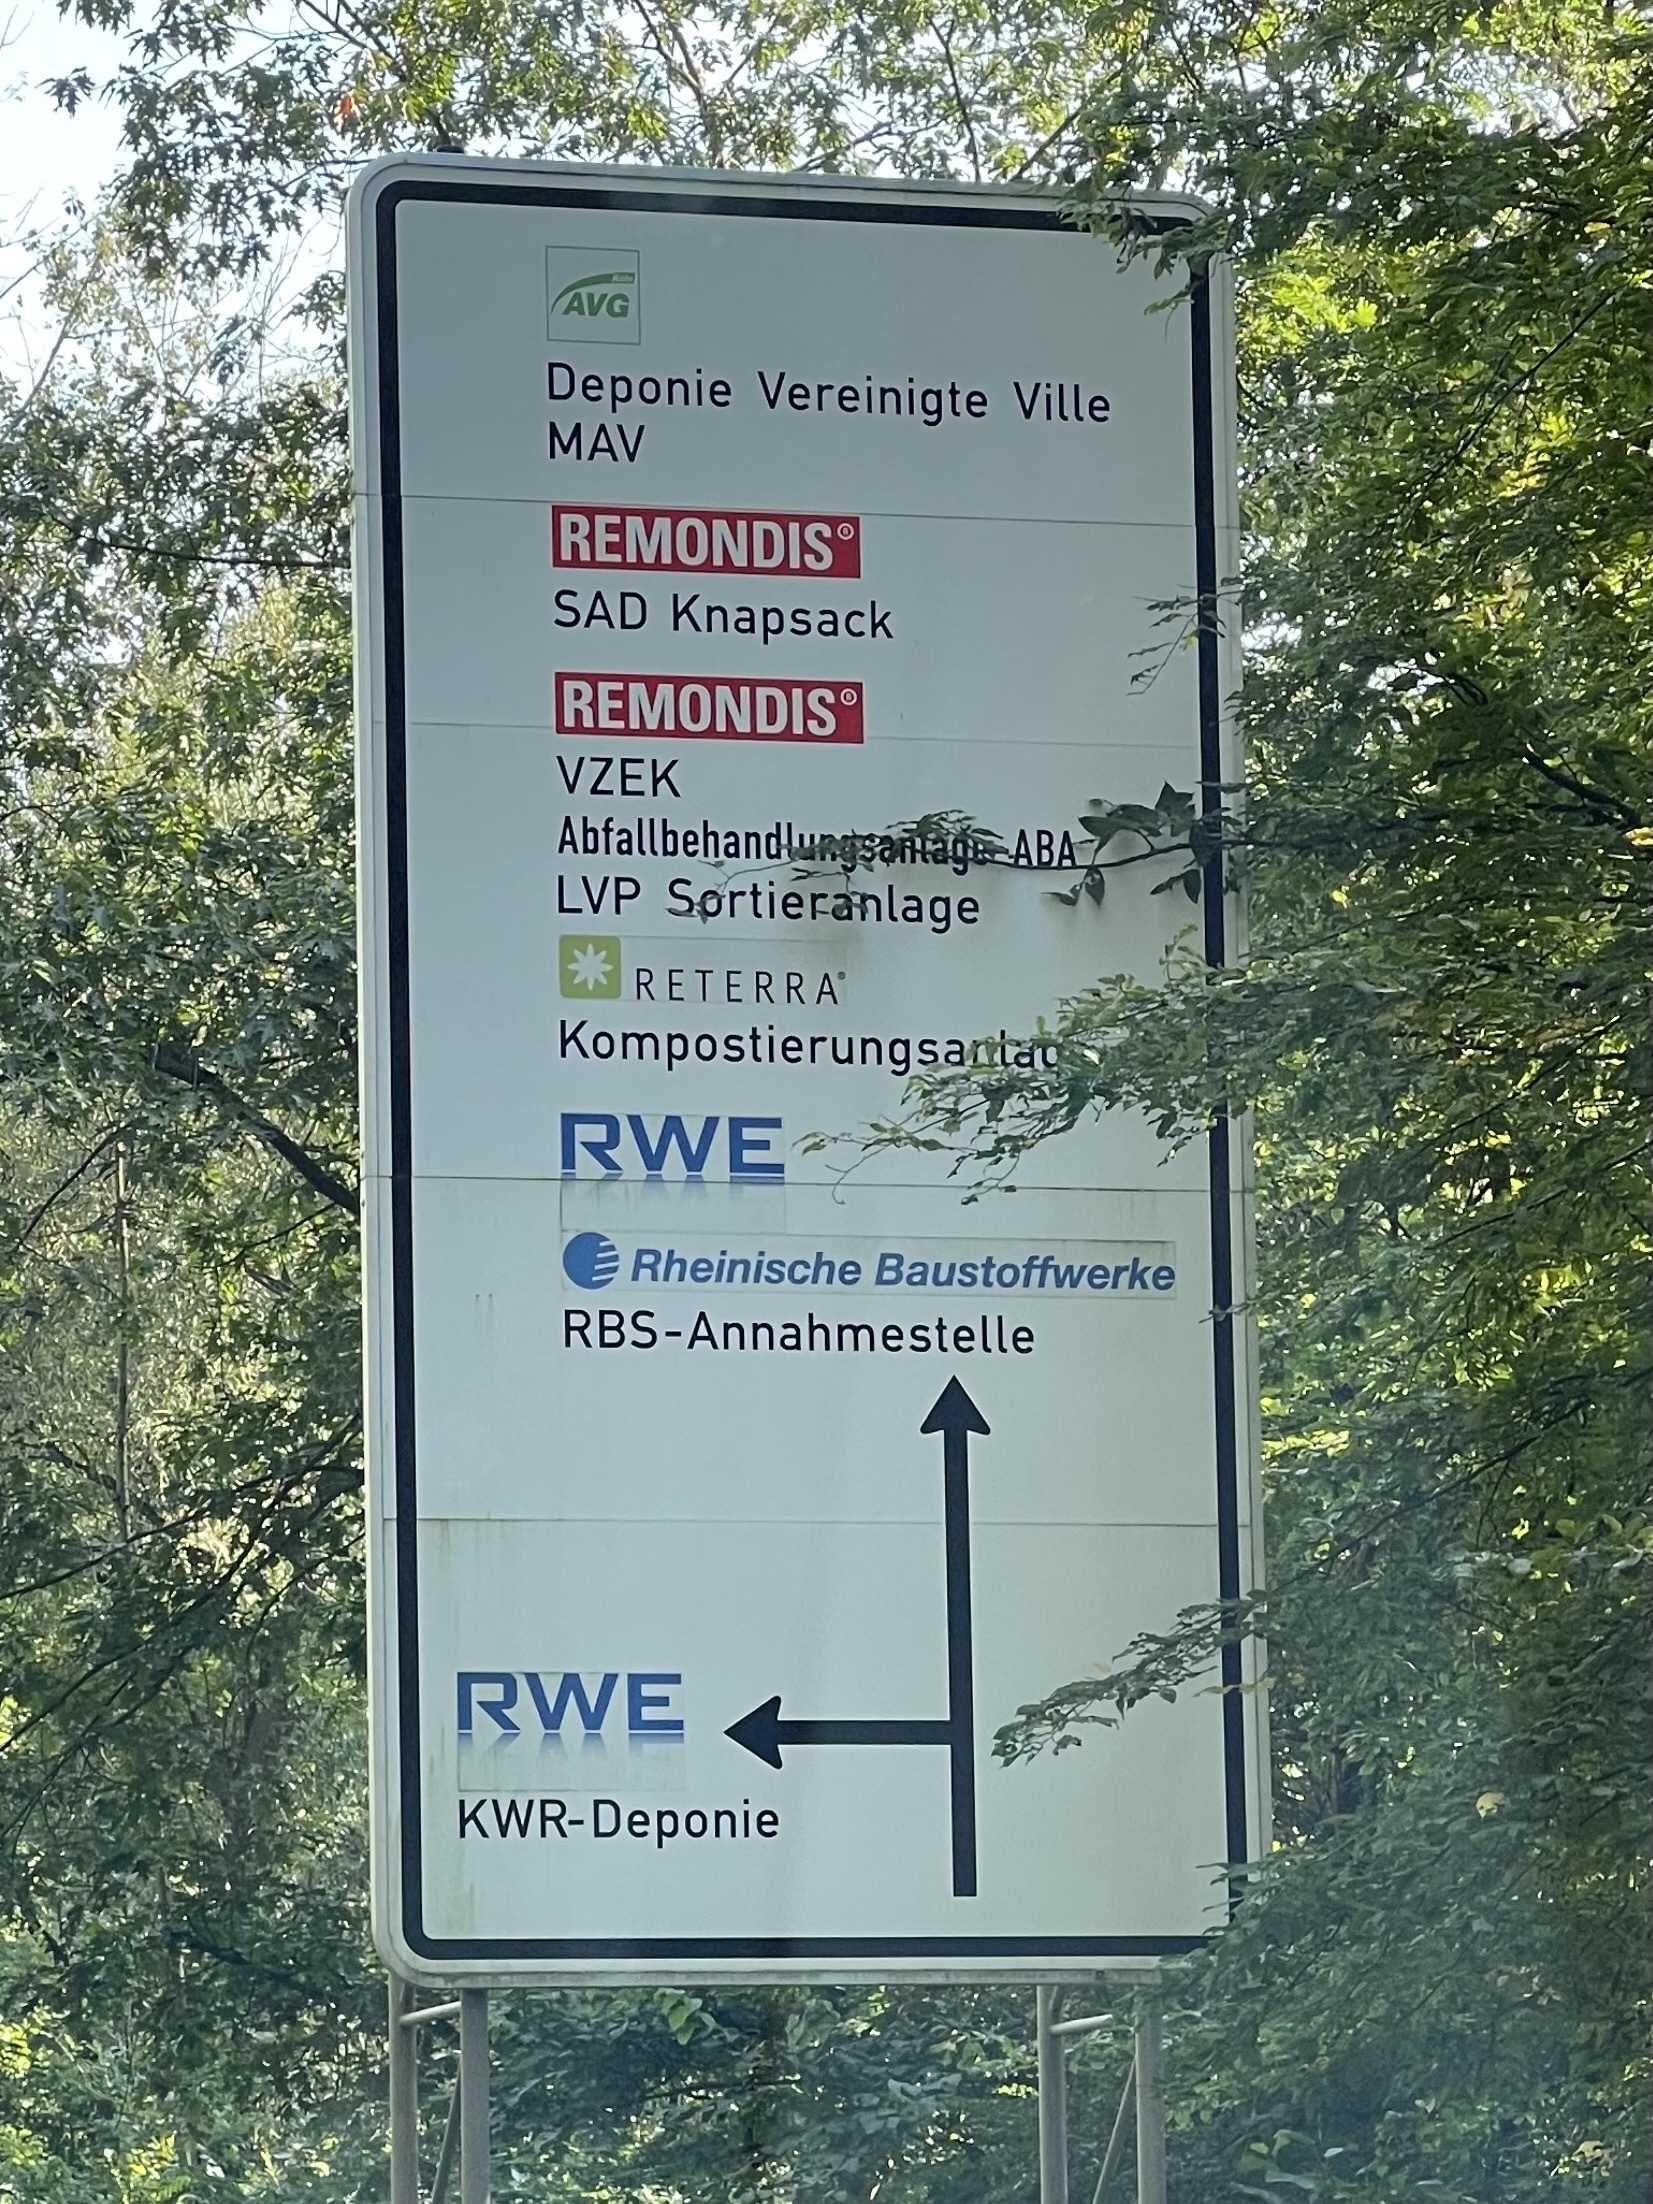 AVG
Deponie Vereinigte Ville
MAV
REMONDIS®
SAD Knapsack
REMONDIS®
VZEK
Abfallbehandlungsanlage ABA
LVP Sortieranlage
RETERRA®
Kompostierungsanlag
RWE
Rheinische Baustoffwerke
RBS-Annahmestelle
RWE
KWR-Deponie